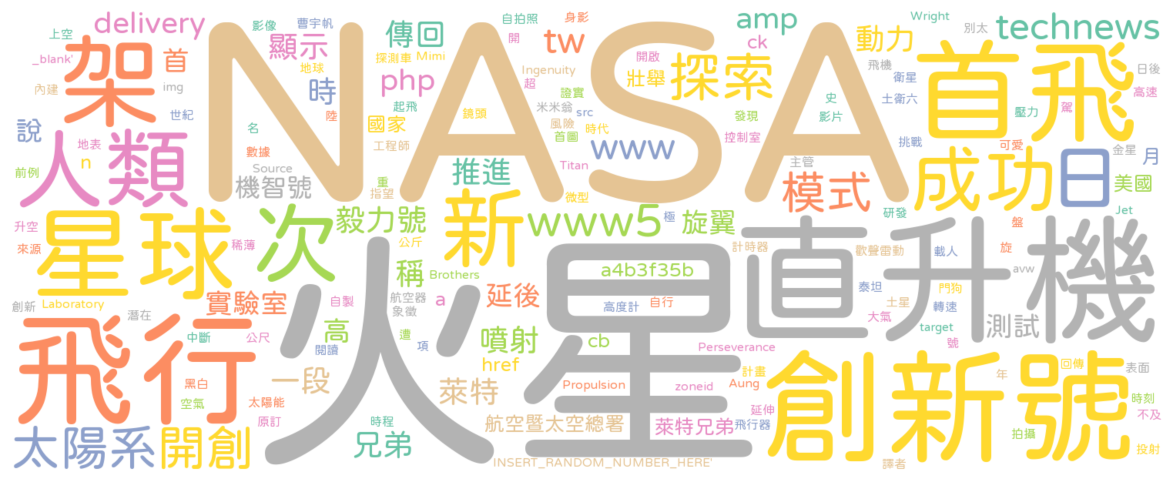 NASA
火星
直升機
創新號
飛行
首飛
星球
人類
架
次
新
成功
日
探索
模式
太陽系
開創
www5
www
technews
delivery
傳回
顯示
首
時
說
_blank'
上空
影像
曹宇帆
自拍照
身影
amp
ck
Wright
別太
內建
img
世紀
探測車
Mimi
地球
開
Ingenuity
超
開啟
壯舉
動力
飛機
衛星
土衛六
日後
高速
壓力
駕
tw
php
起飛
陸
鏡頭
國家
工程師
米米翁
src
風險
首圖
時代
證實
發現
史
影片
控制室
挑戰
可愛
金星
月
美國
地表
n
前例
名
數據
Source
機智號
重
指望
推進
Titan
微型
主管
研發
Jet
盤
旋
升空
來源
稀薄
毅力號
稱
公斤
Brothers
旋翼
極
計時器
歡聲雷動
載人
avw
a4b3f35b
創新
Laboratory
潛在
實驗室
自製
航空器
象徵
a
延後
高度計
自行
泰坦
土星
鬥狗
轉速
大氣
target
號
測試
中斷
公尺
高
閱讀
遭
項
噴射
cb
href
Perseverance
計畫
年
回傳
表面
黑白
空氣
太陽能
原訂
一段
萊特
Propulsion
zoneid
Aung
延伸
飛行器
時刻
不及
拍攝
投射
時程
兄弟
航空暨太空總署
萊特兄弟
INSERT_RANDOM_NUMBER_HERE'
譯者